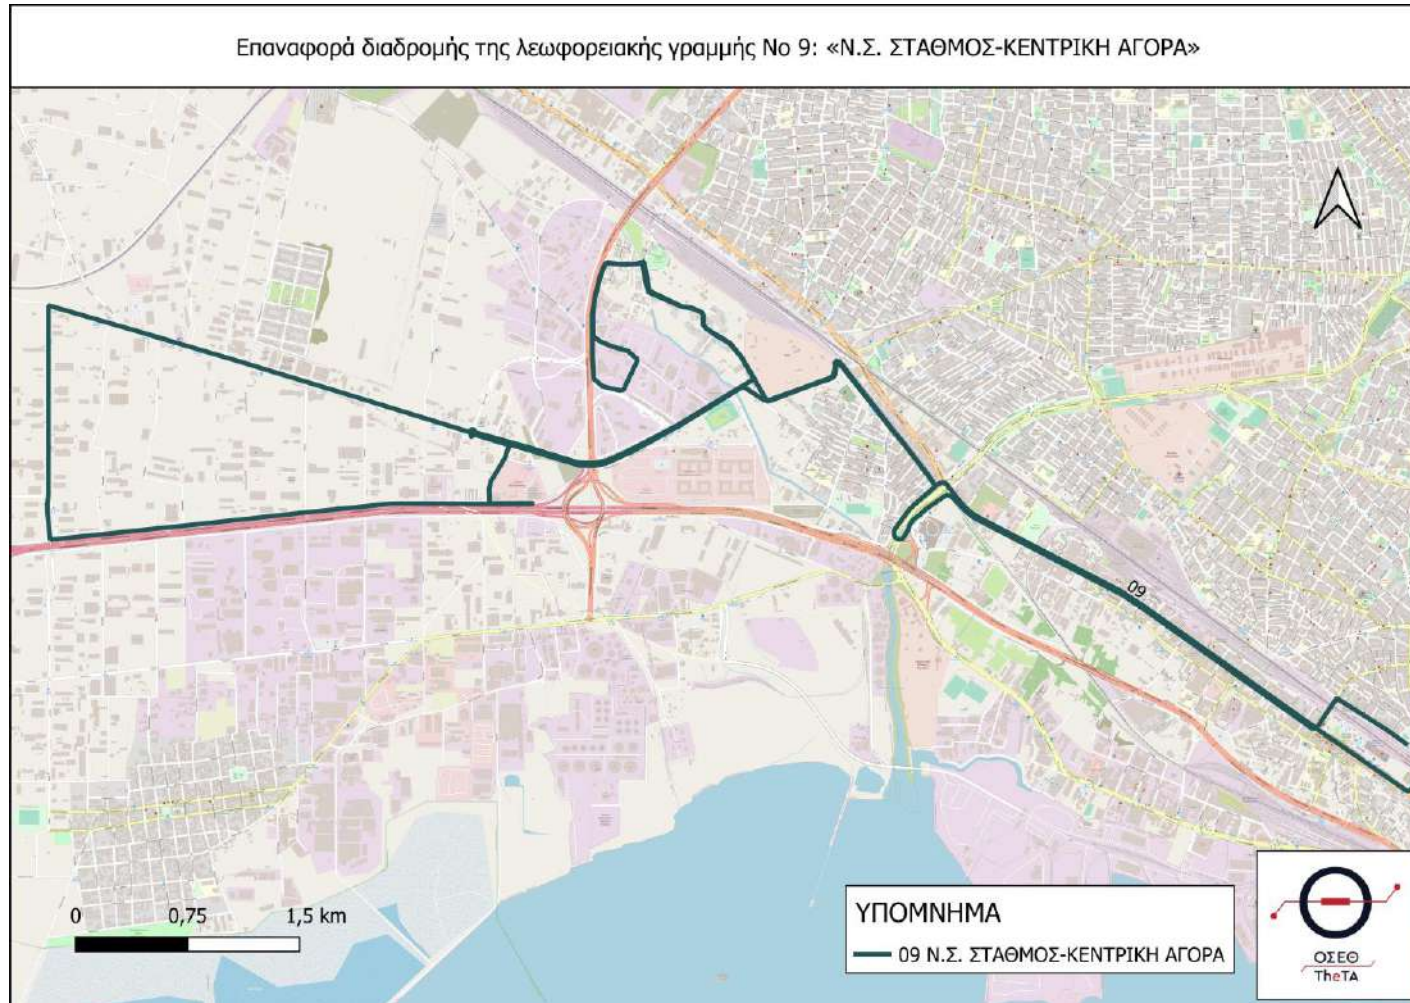 Επαναφορά διαδρομής της λεωφορειακής γραμμής Νο 9: «Ν.Σ. ΣΤΑΘΜΟΣ-ΚΕΝΤΡΙΚΗ ΑΓΟΡΑ»
09
0 0,75 1,5 km
ΥΠΟΜΝΗΜΑ
09 Ν.Σ. ΣΤΑΘΜΟΣ-ΚΕΝΤΡΙΚΗ ΑΓΟΡΑ
ΟΣΕΘ
TheTA